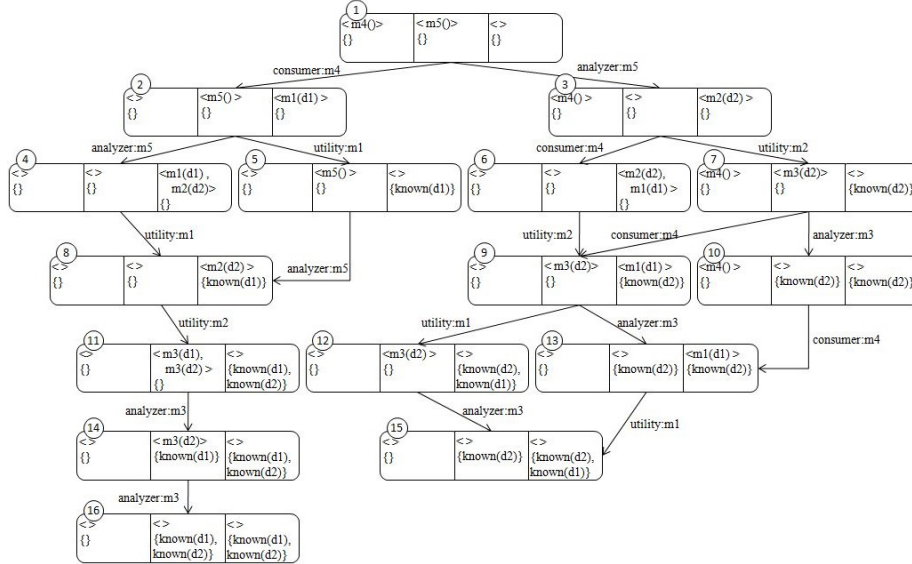 1
<m4()> <m5() > < >
{} {} {}
consumer:m4 analyzer:m5
2 3
< > <m5() > <m1(d1) > <m4() > < > <m2(d2) >
{} {} {} {} {} {}
analyzer:m5 utility:m1 consumer:m4 utility:m2
4 5 6 7
< > < > <m1(d1) , < > <m5() > < > < > < > <m2(d2), <m4() > <m3(d2)> < >
{} {} m2(d2)> {} {} {known(d1)} {} {} m1(d1) > {} {} {known(d2)}
{} {}
utility:m1 utility:m2 consumer:m4 analyzer:m3
8 analyzer:m5 9 10
< > < > <m2(d2) > < > <m3(d2)> <m1(d1) > <m4() > < > < >
{} {} {known(d1)} {} {} {known(d2)} {} {known(d2)} {known(d2)}
utility:m2 utility:m1 analyzer:m3
11 12 13 consumer:m4
<> < m3(d1), < > < > <m3(d2) > < > < > < > <m1(d1) >
{} m3(d2) > {known(d1), {} {} {known(d2), {} {known(d2)} {known(d2)}
{} known(d2)} known(d1)}
analyzer:m3 analyzer:m3 utility:m1
14 15
< > < m3(d2)> < > < > < > < >
{} {known(d1)} {known(d1), {} {known(d2)} {known(d2),
known(d2)} known(d1)}
analyzer:m3
16
< > < > < >
{} {known(d1), {known(d1),
known(d2)} known(d2)}